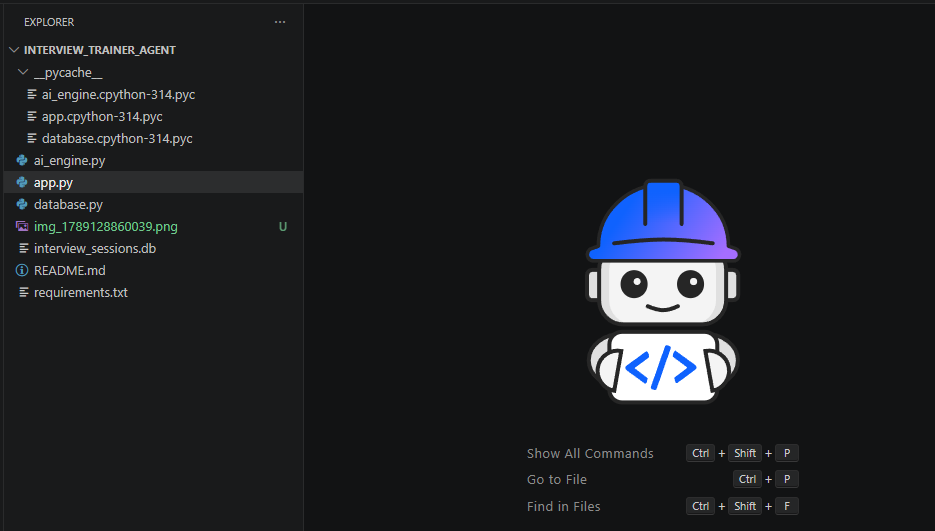 EXPLORER ···
INTERVIEW_TRAINER_AGENT
__pycache__
ai_engine.cpython-314.pyc
app.cpython-314.pyc
database.cpython-314.pyc
ai_engine.py
app.py
database.py
img_1789128860039.png U
interview_sessions.db
README.md
requirements.txt
</>
Show All Commands Ctrl + Shift + P
Go to File Ctrl + P
Find in Files Ctrl + Shift + F